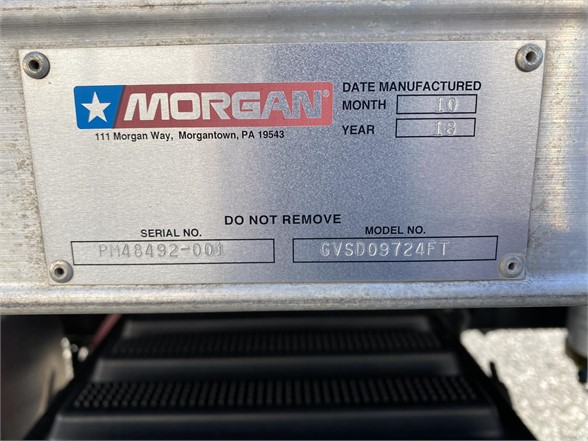 MORGAN®
111 Morgan Way, Morgantown, PA 19543
DATE MANUFACTURED
MONTH 10
YEAR 18
DO NOT REMOVE
SERIAL NO.
PM48492-001
MODEL NO.
GVSD09724FT